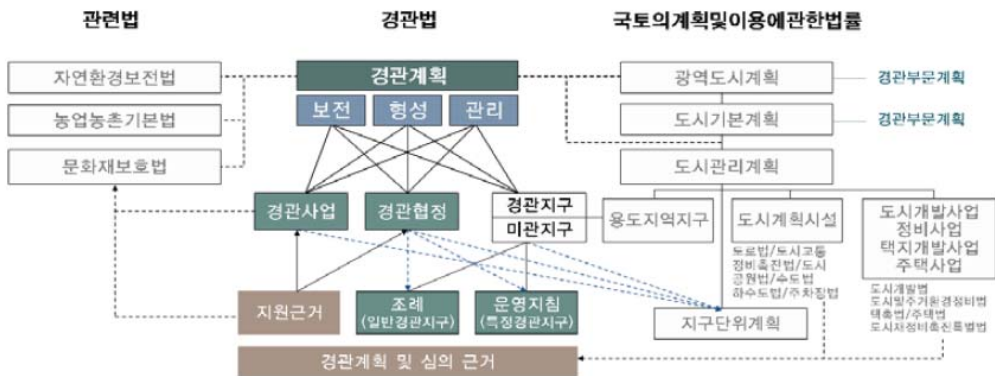 관련법
경관법
국토의계획및이용에관한법률
자연환경보전법
농업농촌기본법
문화재보호법
경관계획
보전
형성
관리
광역도시계획
경관부문계획
도시기본계획
경관부문계획
도시관리계획
경관사업
경관협정
경관지구
미관지구
용도지역지구
도시계획시설
도로법/도시교통
정비촉진법/도시
공원법/수도법
하수도법/주차장법
도시개발사업
정비사업
택지개발사업
주택사업
도시개발법
도시및주거환경정비법
택촉법/주택법
도시재정비촉진특별법
지원근거
조례
(일반경관지구)
운영지침
(특정경관지구)
지구단위계획
경관계획 및 심의 근거